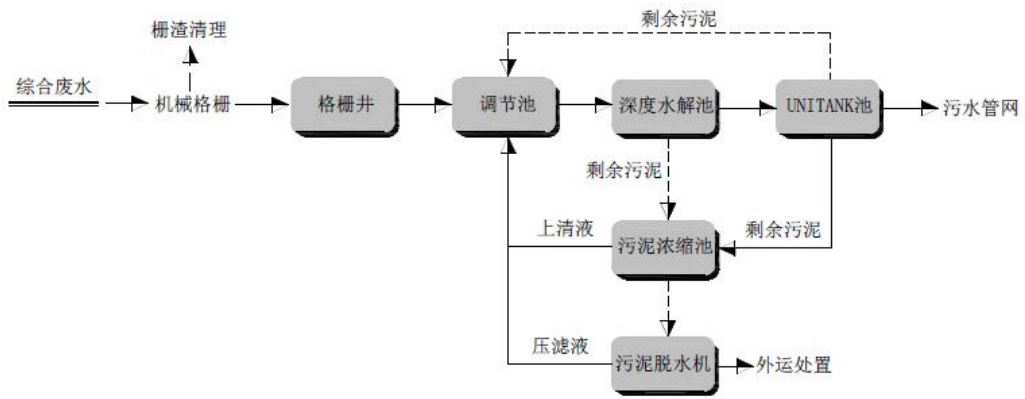 剩余污泥
栅渣清理
综合废水
机械格栅
格栅井
调节池
深度水解池
UNITANK池
污水管网
剩余污泥
上清液
污泥浓缩池
剩余污泥
压滤液
污泥脱水机
外运处置